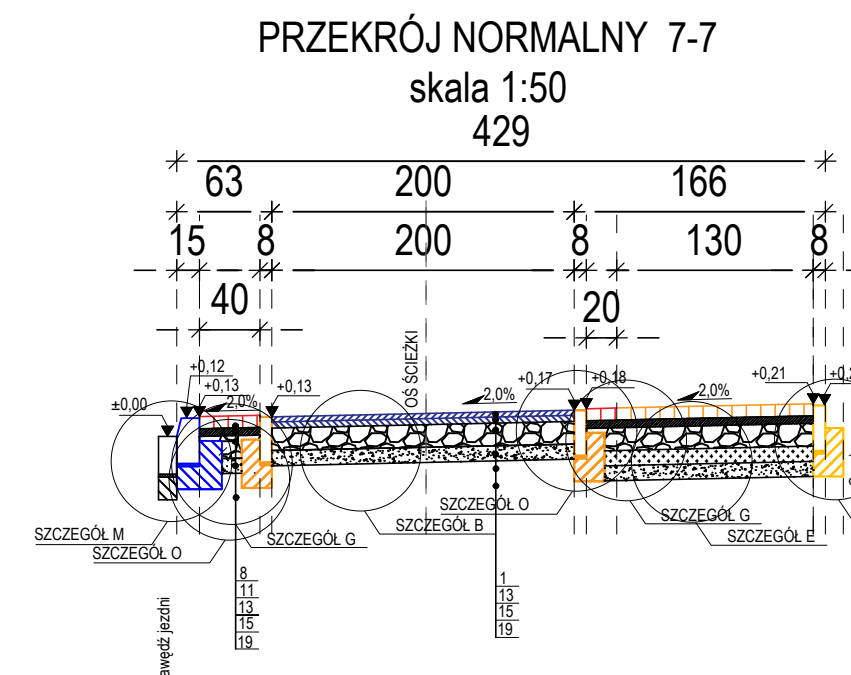 PRZEKRÓJ NORMALNY 7-7
skala 1:50
429
63 200 166
15 8 200 8 130 8
40 20
OŚ ŚCIEŻKI
+0,12
±0,00 +0,13 2,0% +0,13 2,0% +0,17 +0,18 2,0% +0,21
SZCZEGÓŁ M
SZCZEGÓŁ O
SZCZEGÓŁ G
SZCZEGÓŁ B
SZCZEGÓŁ O
SZCZEGÓŁ G
SZCZEGÓŁ E
8
11
13
15
19
1
13
15
19
jezdni